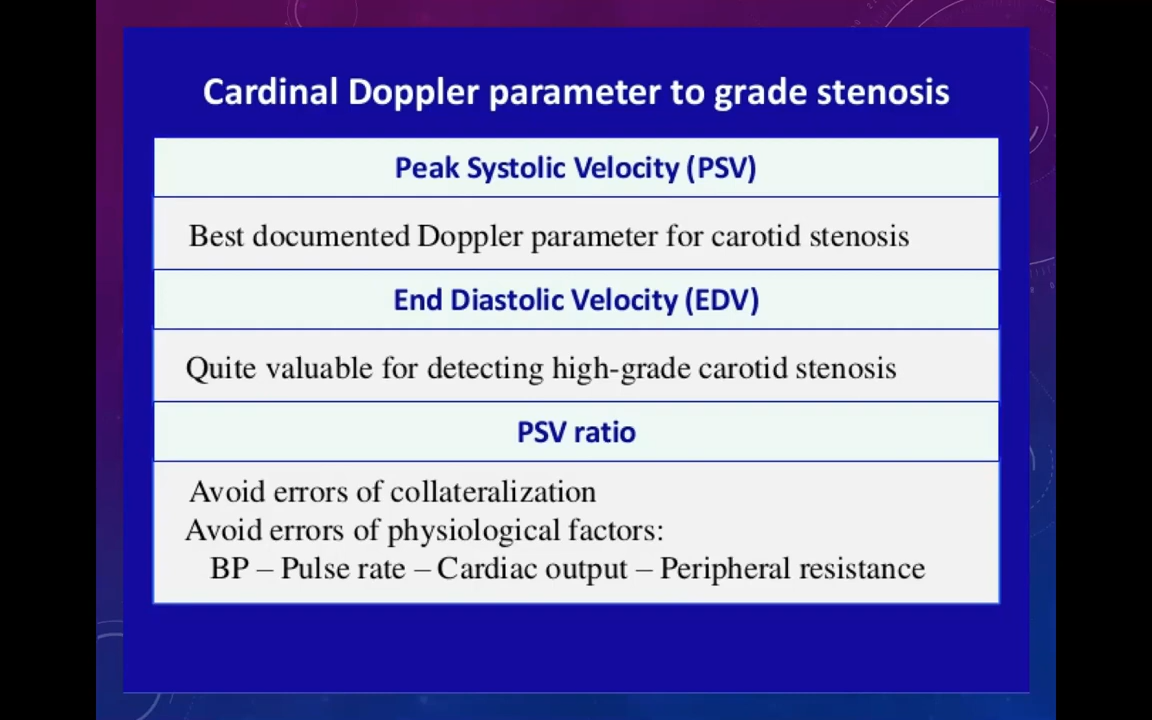 Cardinal Doppler parameter to grade stenosis
Peak Systolic Velocity (PSV)
Best documented Doppler parameter for carotid stenosis
End Diastolic Velocity (EDV)
Quite valuable for detecting high-grade carotid stenosis
PSV ratio
Avoid errors of collateralization
Avoid errors of physiological factors:
BP – Pulse rate – Cardiac output – Peripheral resistance